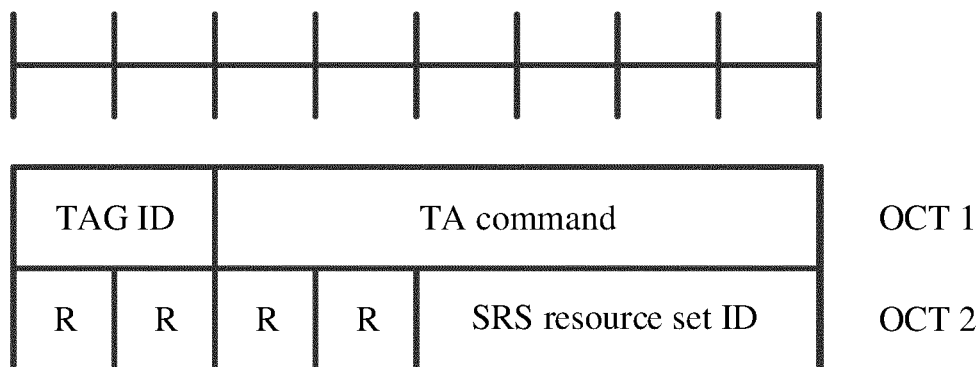 TAG ID TA command OCT 1
R R R R SRS resource set ID OCT 2